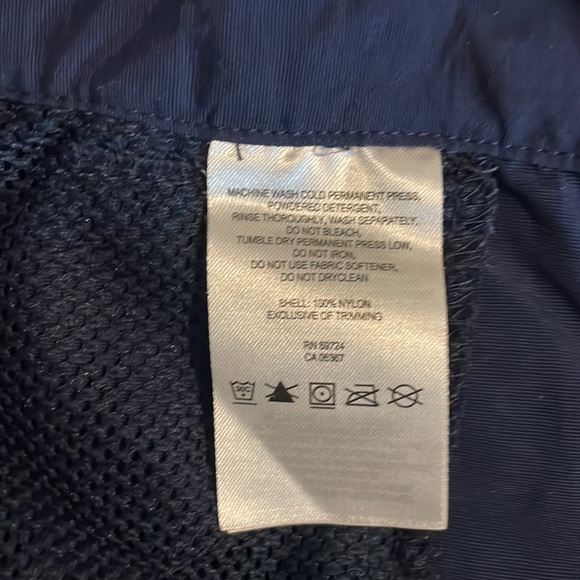 MACHINE WASH COLD PERMANENT PRESS,
POWDERED DETERGENT,
RINSE THOROUGHLY, WASH SEPARATELY,
DO NOT BLEACH,
TUMBLE DRY PERMANENT PRESS LOW,
DO NOT IRON,
DO NOT USE FABRIC SOFTENER,
DO NOT DRYCLEAN
SHELL: 100% NYLON
EXCLUSIVE OF TRIMMING
RN 69724
CA 05367
30C